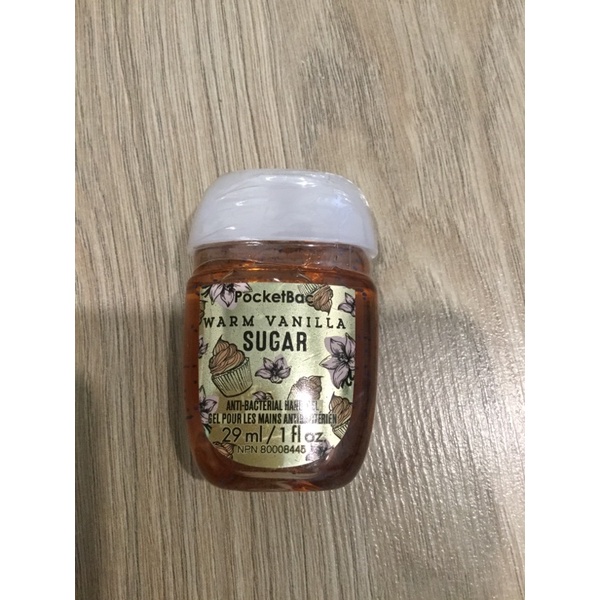 PocketBac
WARM VANILLA
SUGAR
ANTI-BACTERIAL HAND GEL
GEL POUR LES MAINS ANTIBACTÉRIEN
29 ml / 1 fl oz
NPN 80008445